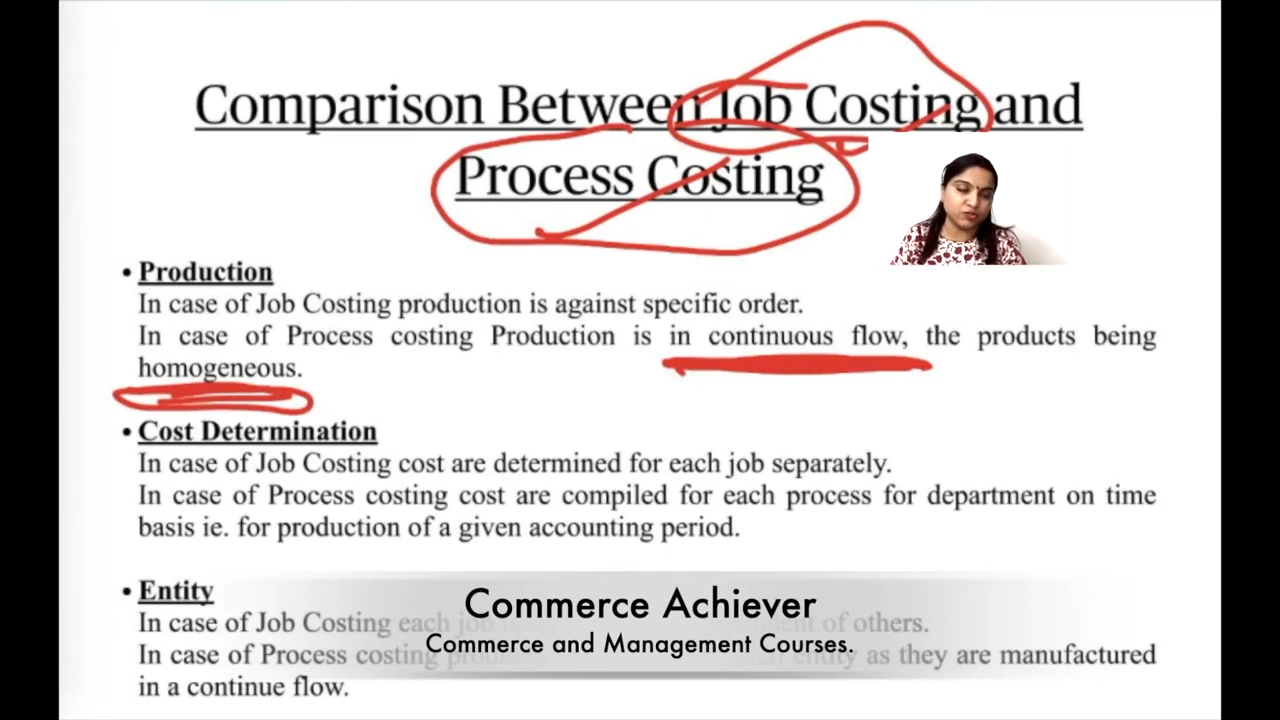 Comparison Between Job Costing and
Process Costing
• Production
In case of Job Costing production is against specific order.
In case of Process costing Production is in continuous flow, the products being
homogeneous.
• Cost Determination
In case of Job Costing cost are determined for each job separately.
In case of Process costing cost are compiled for each process for department on time
basis ie. for production of a given accounting period.
• Entity
In case of Job Costing each job of others.
In case of Process costing entity as they are manufactured
in a continue flow.
Commerce Achiever
Commerce and Management Courses.